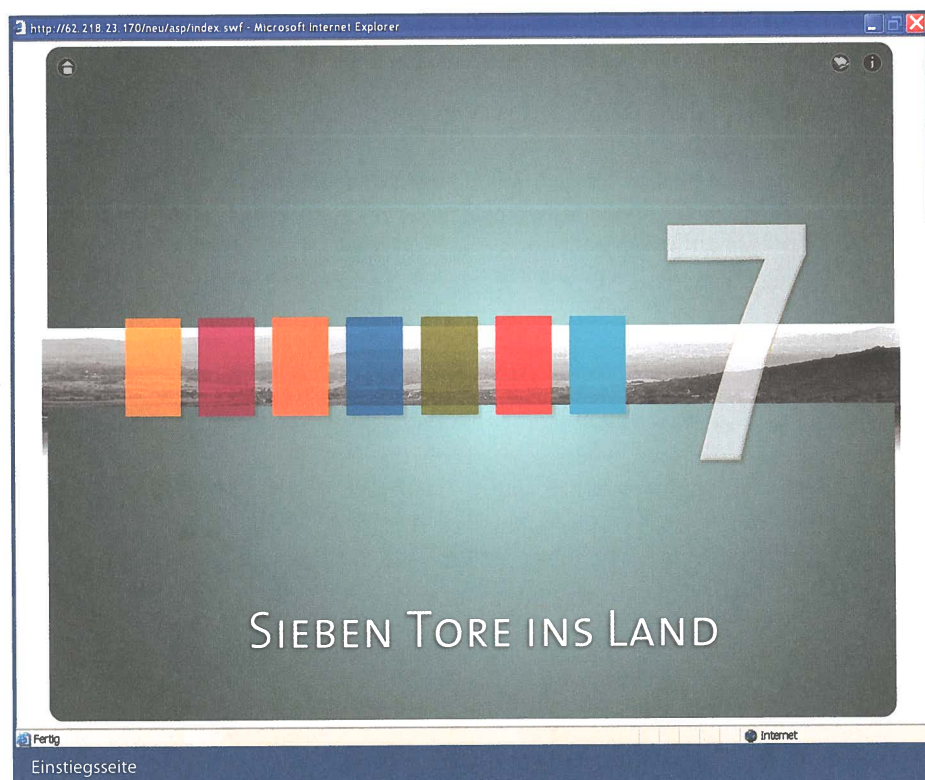 http://62.218.23.170/neu/asp/index.swf - Microsoft Internet Explorer
i
7
SIEBEN TORE INS LAND
Fertig
Internet
Einstiegsseite